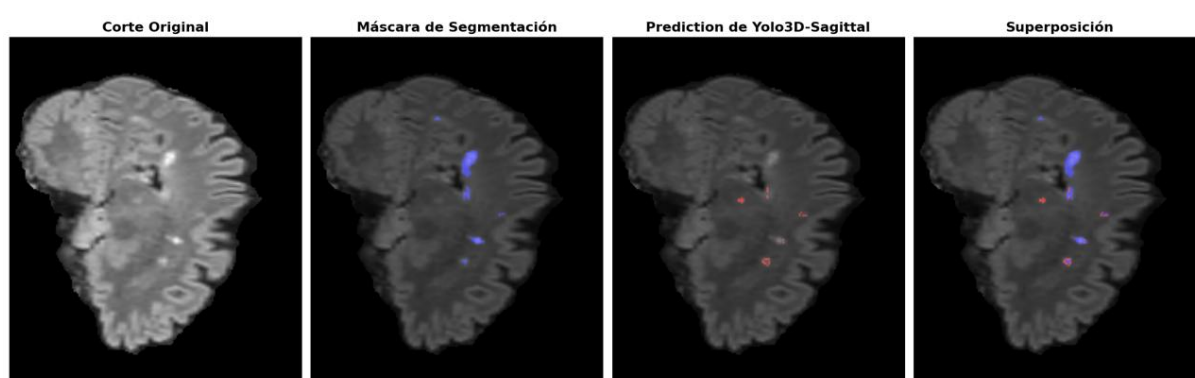 Corte Original
Máscara de Segmentación
Prediction de Yolo3D-Sagittal
Superposición